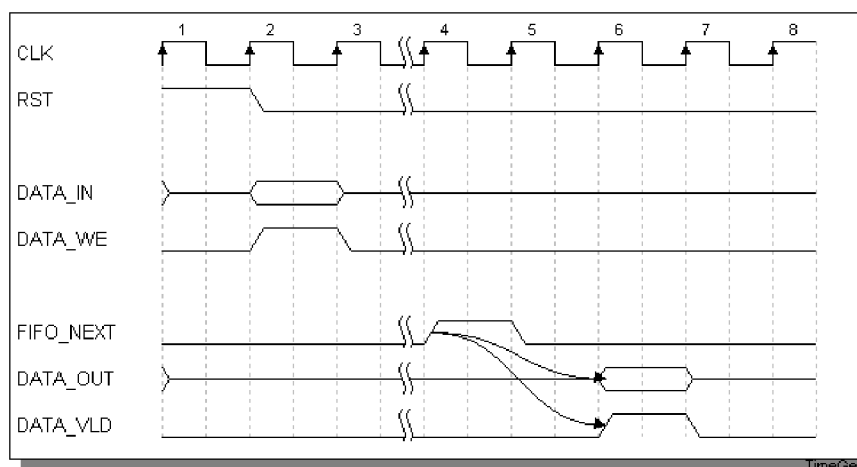 1 2 3 4 5 6 7 8
CLK
RST
DATA_IN
DATA_WE
FIFO_NEXT
DATA_OUT
DATA_VLD